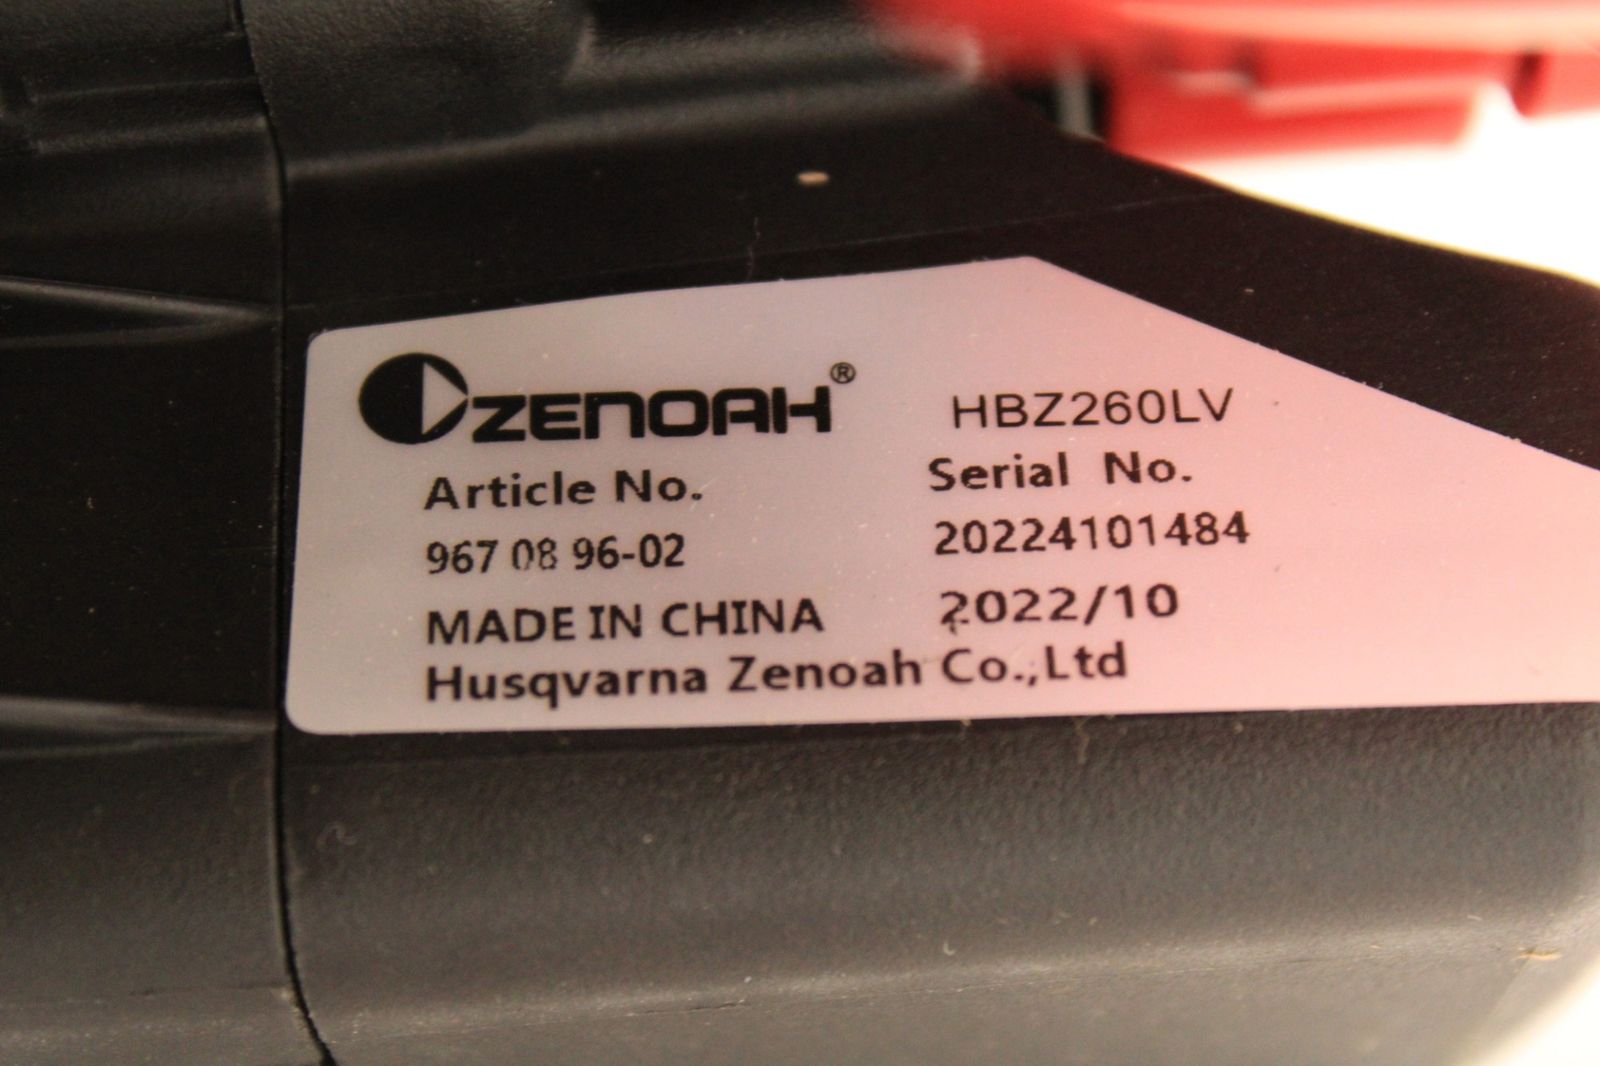 ZENOAH® HBZ260LV
Article No. Serial No.
967 08 96-02 20224101484
MADE IN CHINA 2022/10
Husqvarna Zenoah Co.,Ltd